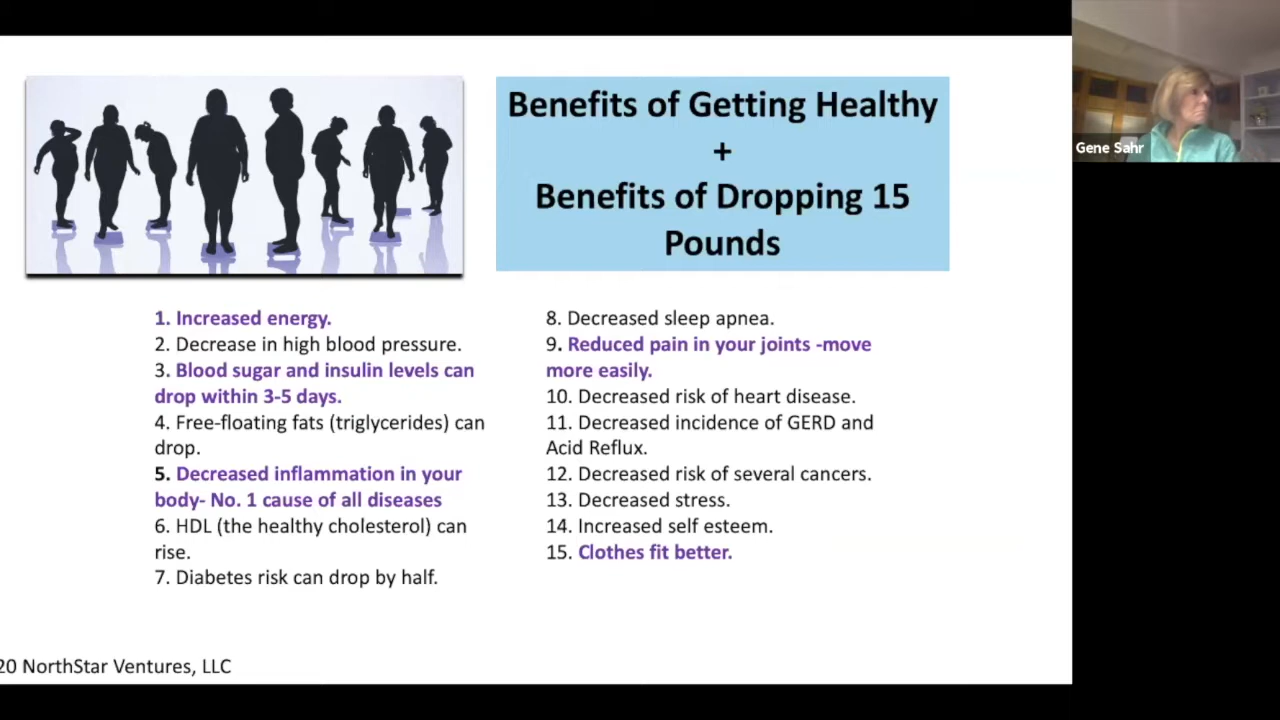 Benefits of Getting Healthy
+
Benefits of Dropping 15
Pounds
Gene Sahr
1. Increased energy.
2. Decrease in high blood pressure.
3. Blood sugar and insulin levels can
drop within 3-5 days.
4. Free-floating fats (triglycerides) can
drop.
5. Decreased inflammation in your
body- No. 1 cause of all diseases
6. HDL (the healthy cholesterol) can
rise.
7. Diabetes risk can drop by half.
8. Decreased sleep apnea.
9. Reduced pain in your joints -move
more easily.
10. Decreased risk of heart disease.
11. Decreased incidence of GERD and
Acid Reflux.
12. Decreased risk of several cancers.
13. Decreased stress.
14. Increased self esteem.
15. Clothes fit better.
20 NorthStar Ventures, LLC